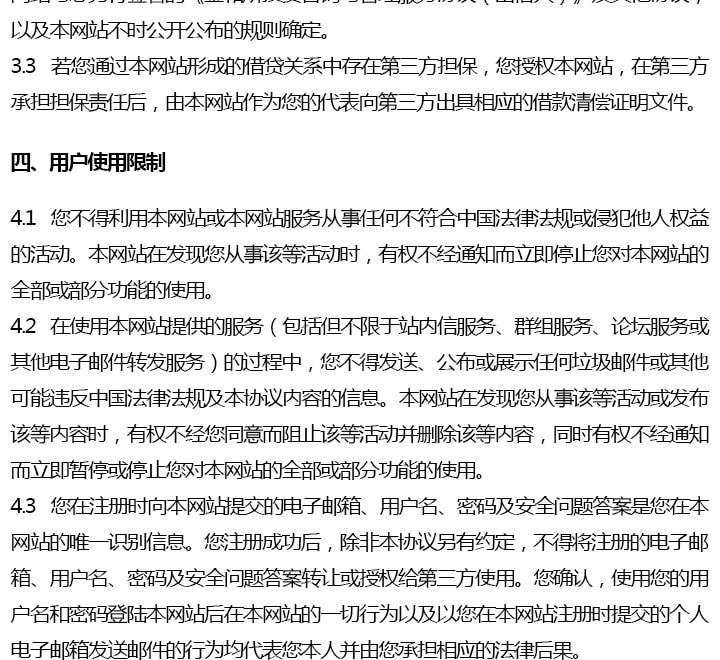 以及本网站不时公开公布的规则确定。
3.3 若您通过本网站形成的借贷关系中存在第三方担保，您授权本网站，在第三方
承担担保责任后，由本网站作为您的代表向第三方出具相应的借款清偿证明文件。
四、用户使用限制
4.1 您不得利用本网站或本网站服务从事任何不符合中国法律法规或侵犯他人权益
的活动。本网站在发现您从事该等活动时，有权不经通知而立即停止您对本网站的
全部或部分功能的使用。
4.2 在使用本网站提供的服务（包括但不限于站内信服务、群组服务、论坛服务或
其他电子邮件转发服务）的过程中，您不得发送、公布或展示任何垃圾邮件或其他
可能违反中国法律法规及本协议内容的信息。本网站在发现您从事该等活动或发布
该等内容时，有权不经您同意而阻止该等活动并删除该等内容，同时有权不经通知
而立即暂停或停止您对本网站的全部或部分功能的使用。
4.3 您在注册时向本网站提交的电子邮箱、用户名、密码及安全问题答案是您在本
网站的唯一识别信息。您注册成功后，除非本协议另有约定，不得将注册的电子邮
箱、用户名、密码及安全问题答案转让或授权给第三方使用。您确认，使用您的用
户名和密码登陆本网站后在本网站的一切行为以及以您在本网站注册时提交的个人
电子邮箱发送邮件的行为均代表您本人并由您承担相应的法律后果。